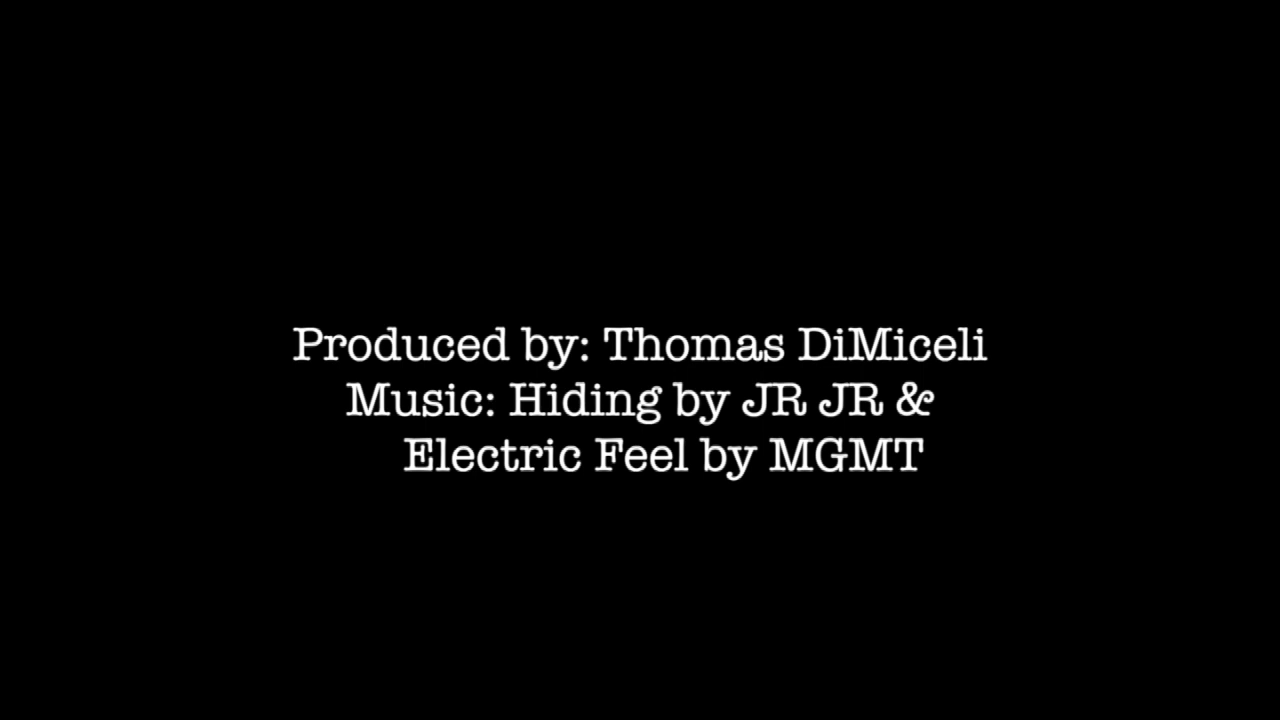 Produced by: Thomas DiMiceli
Music: Hiding by JR JR &
Electric Feel by MGMT